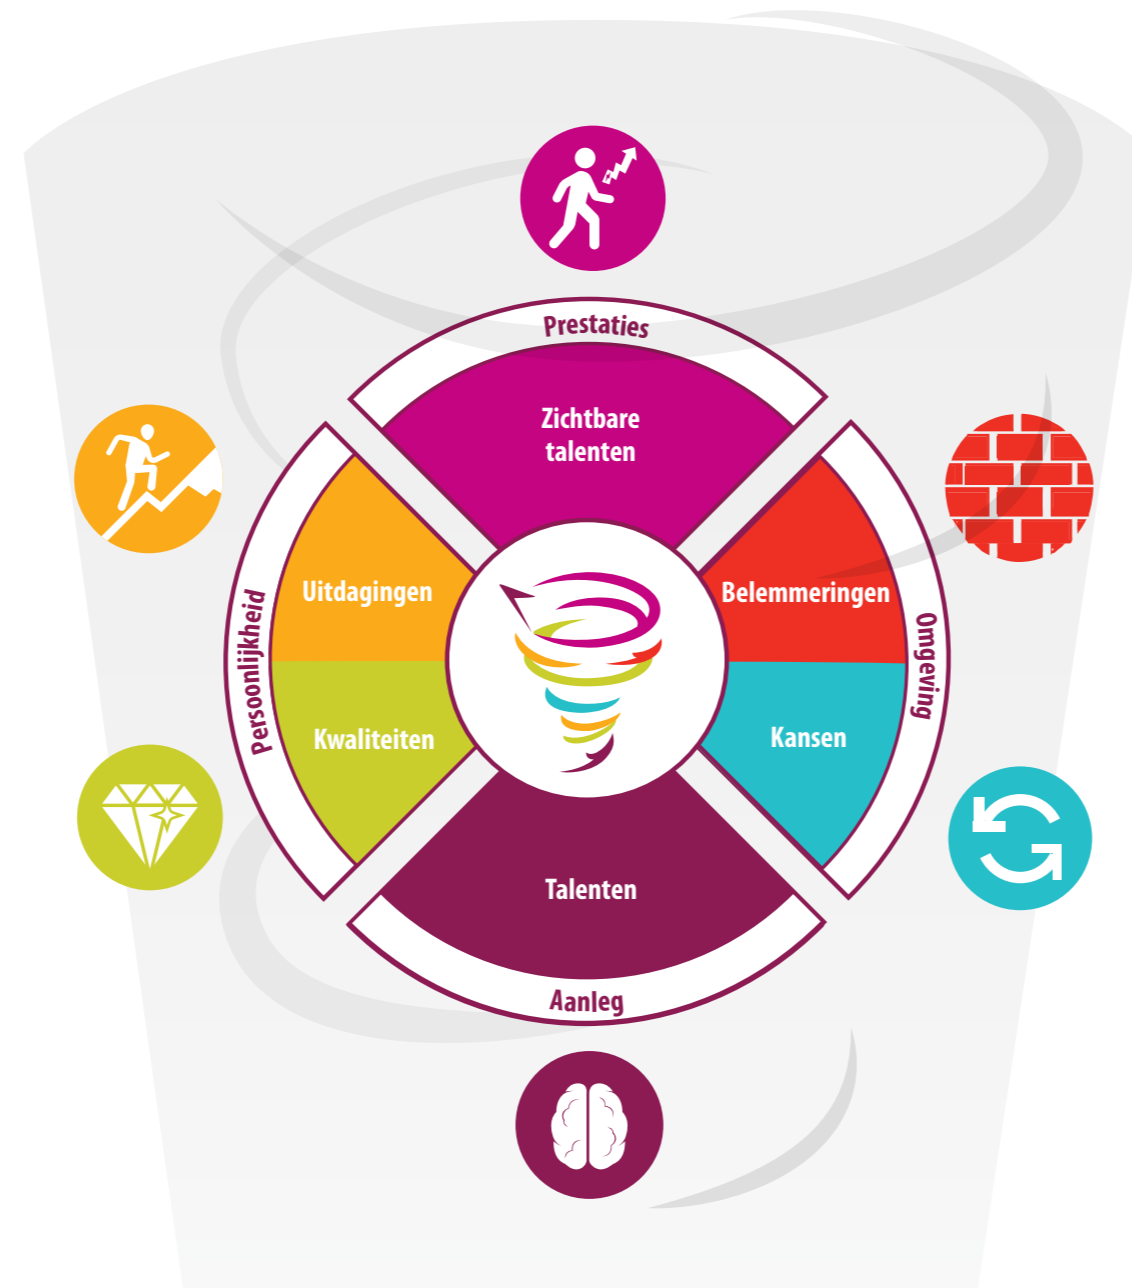 Prestaties
Zichtbare
talenten
Uitdagingen
Belemmeringen
Persoonlijkheid
Omgeving
Kwaliteiten
Kansen
Talenten
Aanleg